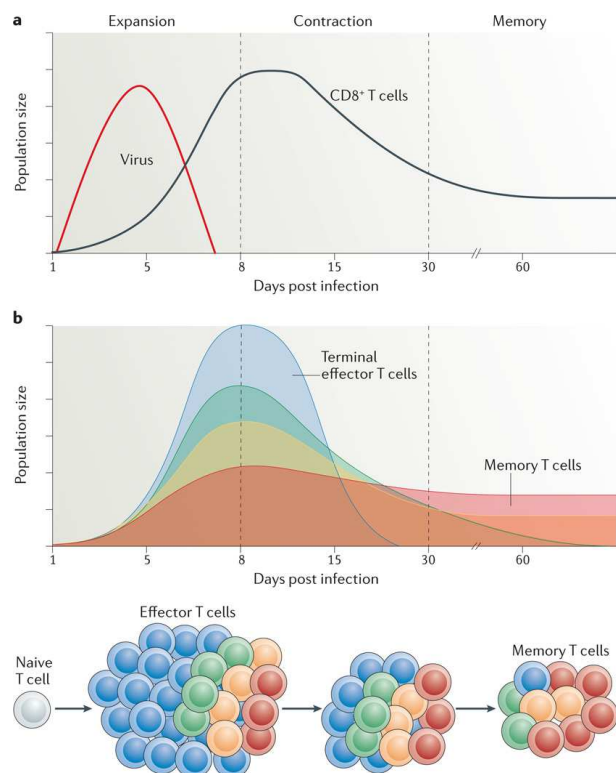 a
Expansion Contraction Memory
Population size
CD8⁺ T cells
Virus
1 5 8 15 30 60
Days post infection
b
Population size
Terminal
effector T cells
Memory T cells
1 5 8 15 30 60
Days post infection
Effector T cells
Naive
T cell
Memory T cells